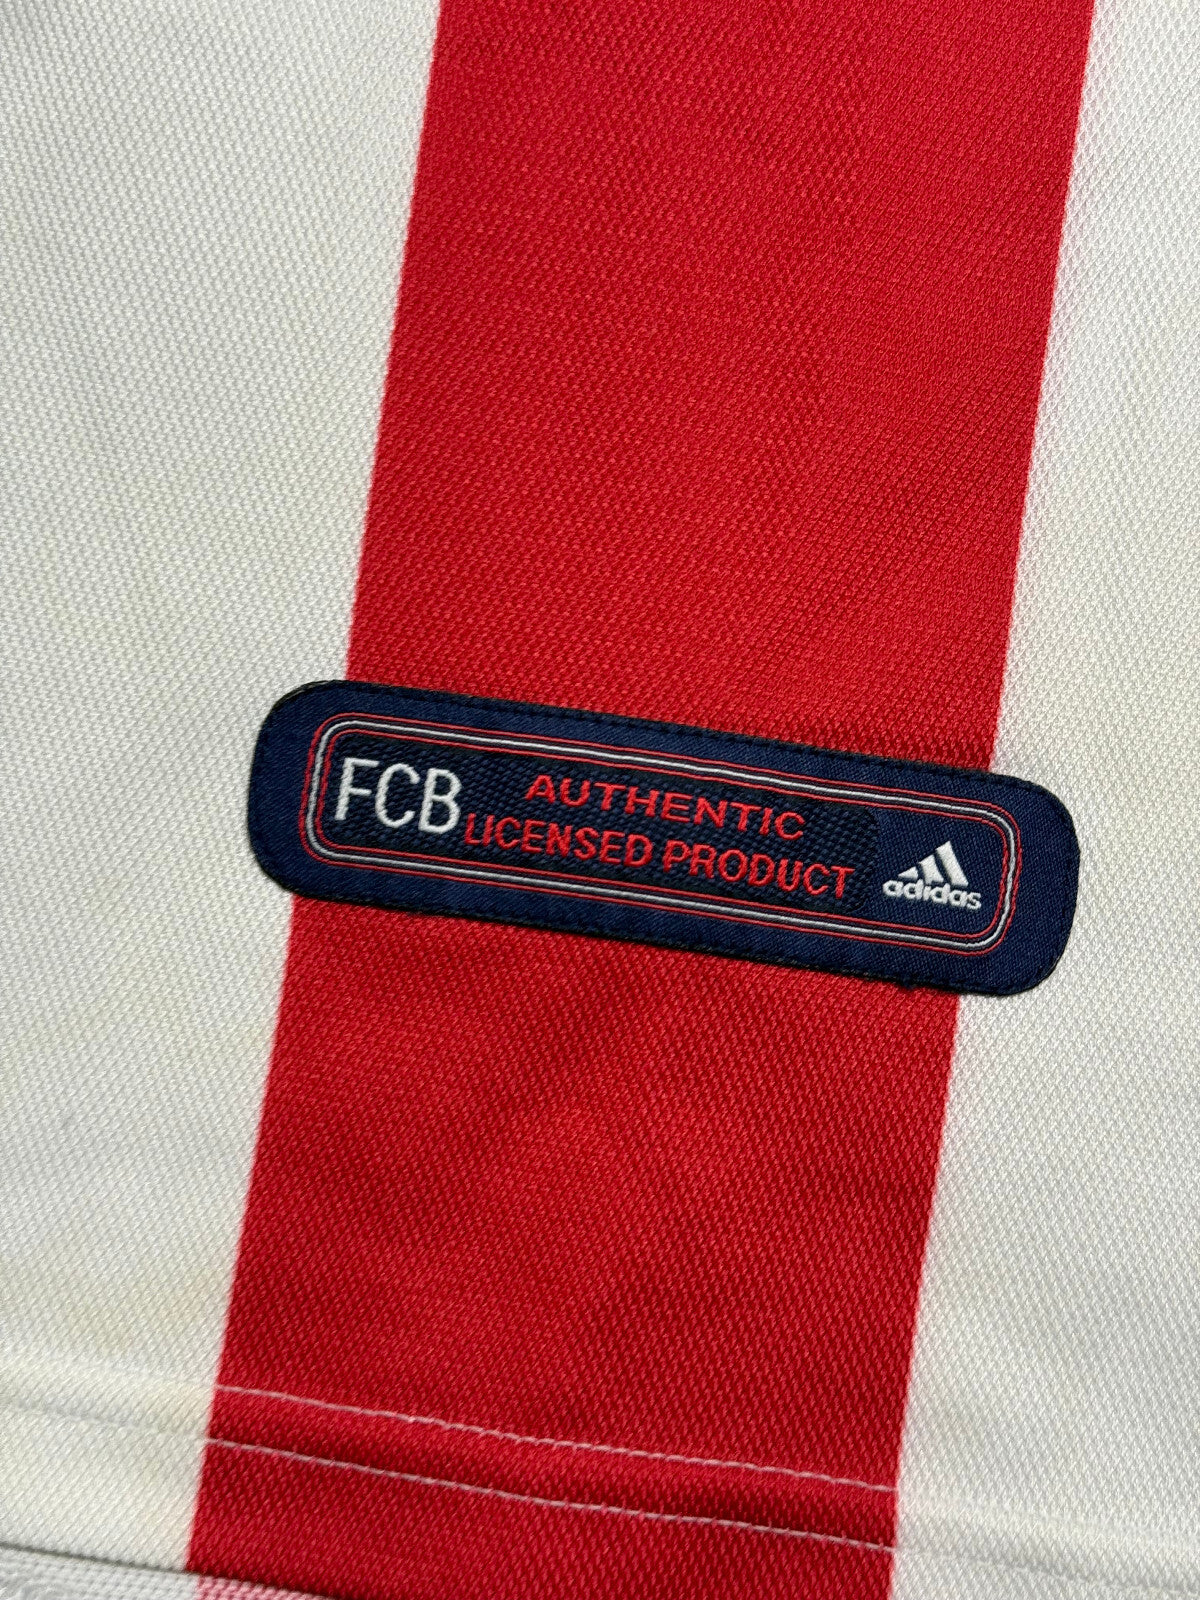 FCB
AUTHENTIC
LICENSED PRODUCT
adidas